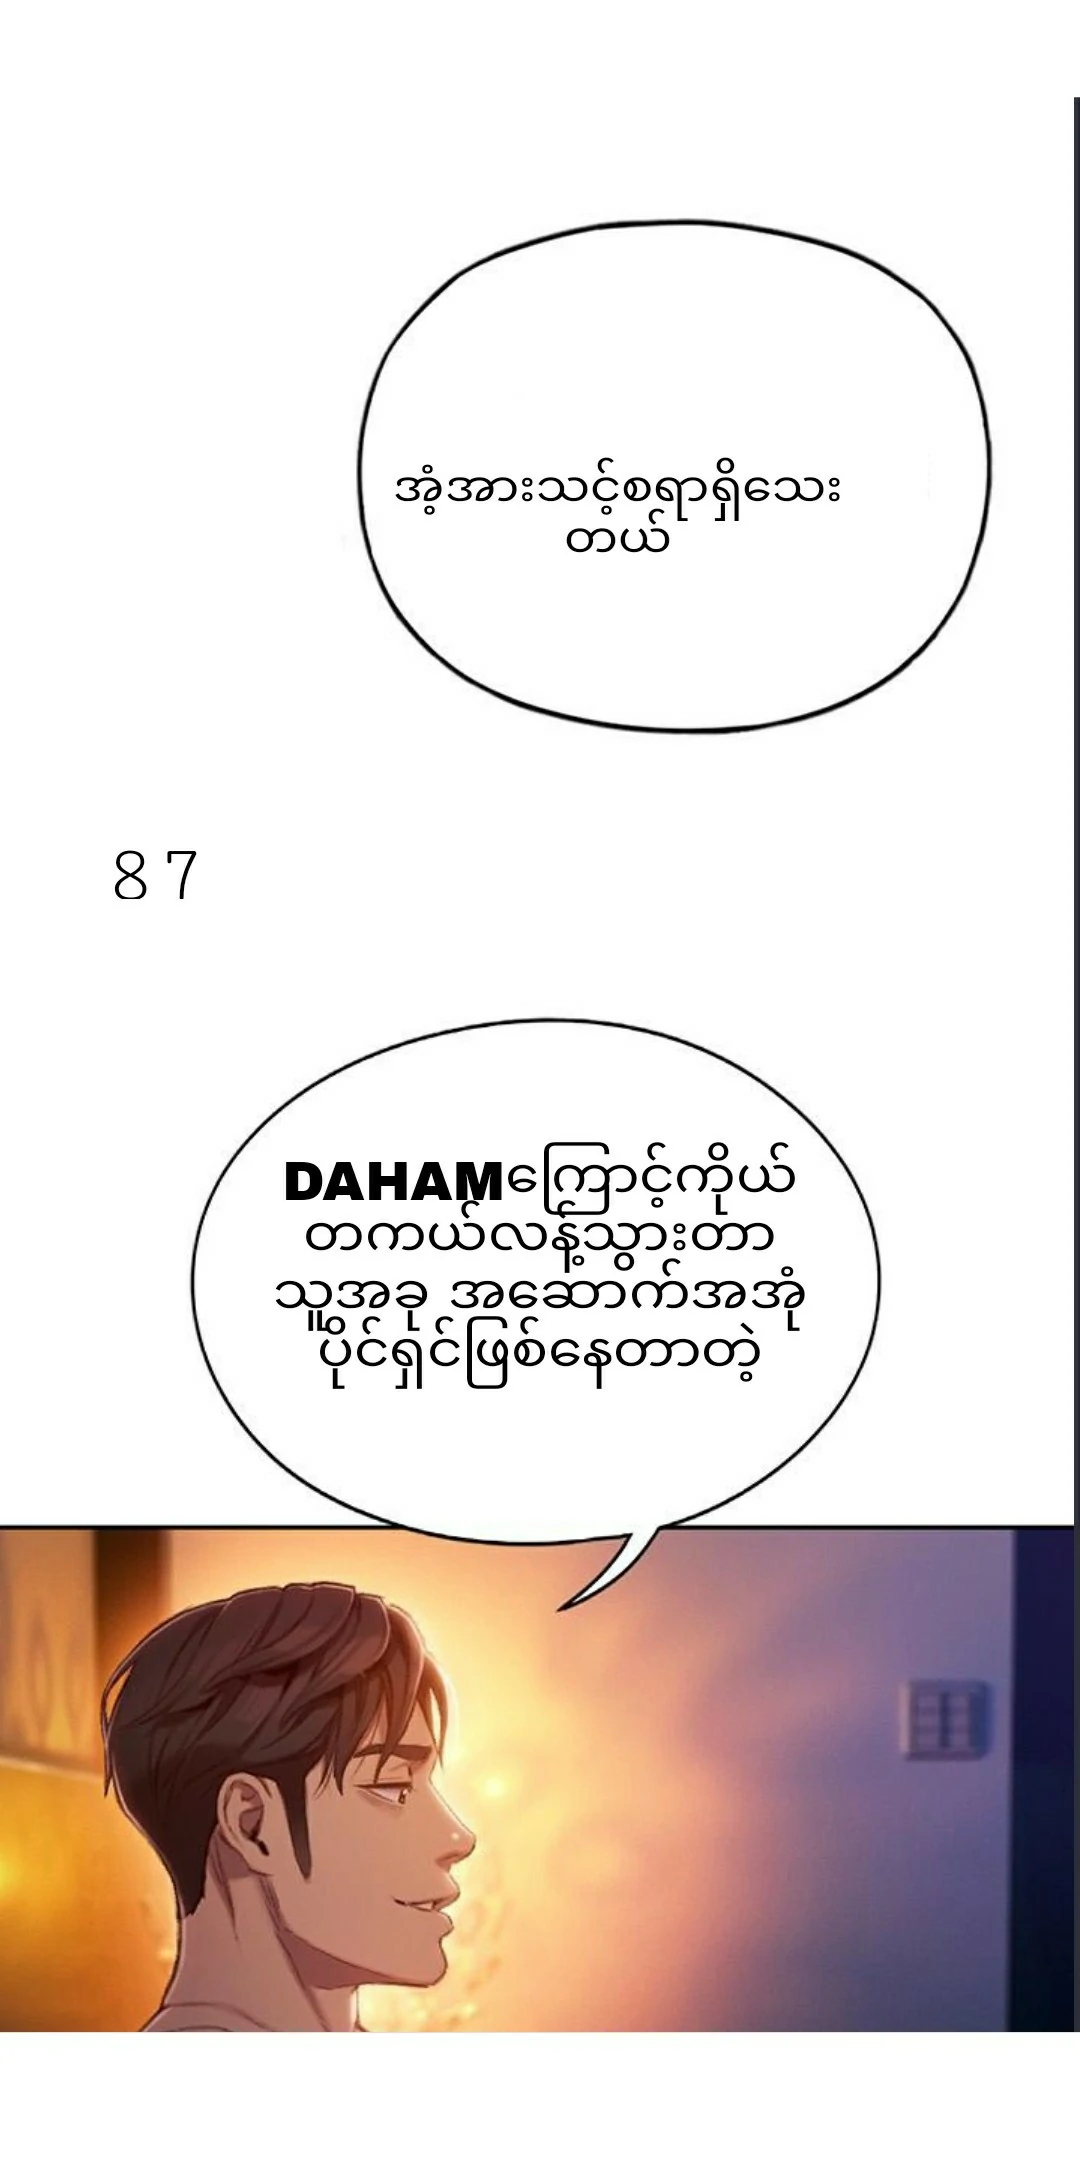 အံ့အားသင့်စရာရှိသေး
တယ်
87
DAHAMကြောင့်ကိုယ်
တကယ်လန့်သွားတာ
သူအခု အဆောက်အအုံ
ပိုင်ရှင်ဖြစ်နေတာတဲ့